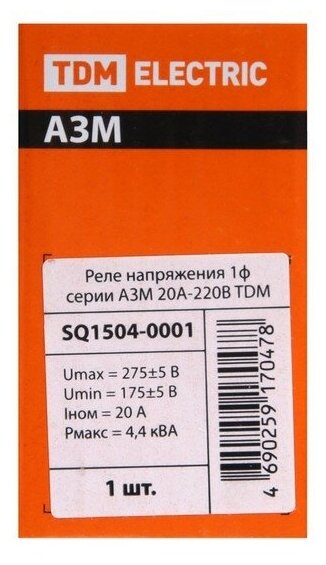 TDM ELECTRIC
АЗМ
Реле напряжения 1ф
серии АЗМ 20А-220В TDM
SQ1504-0001
Umax = 275±5 В
Umin = 175±5 В
Iном = 20 А
Pмакс = 4,4 кВА
1 шт.
4 690259 170478